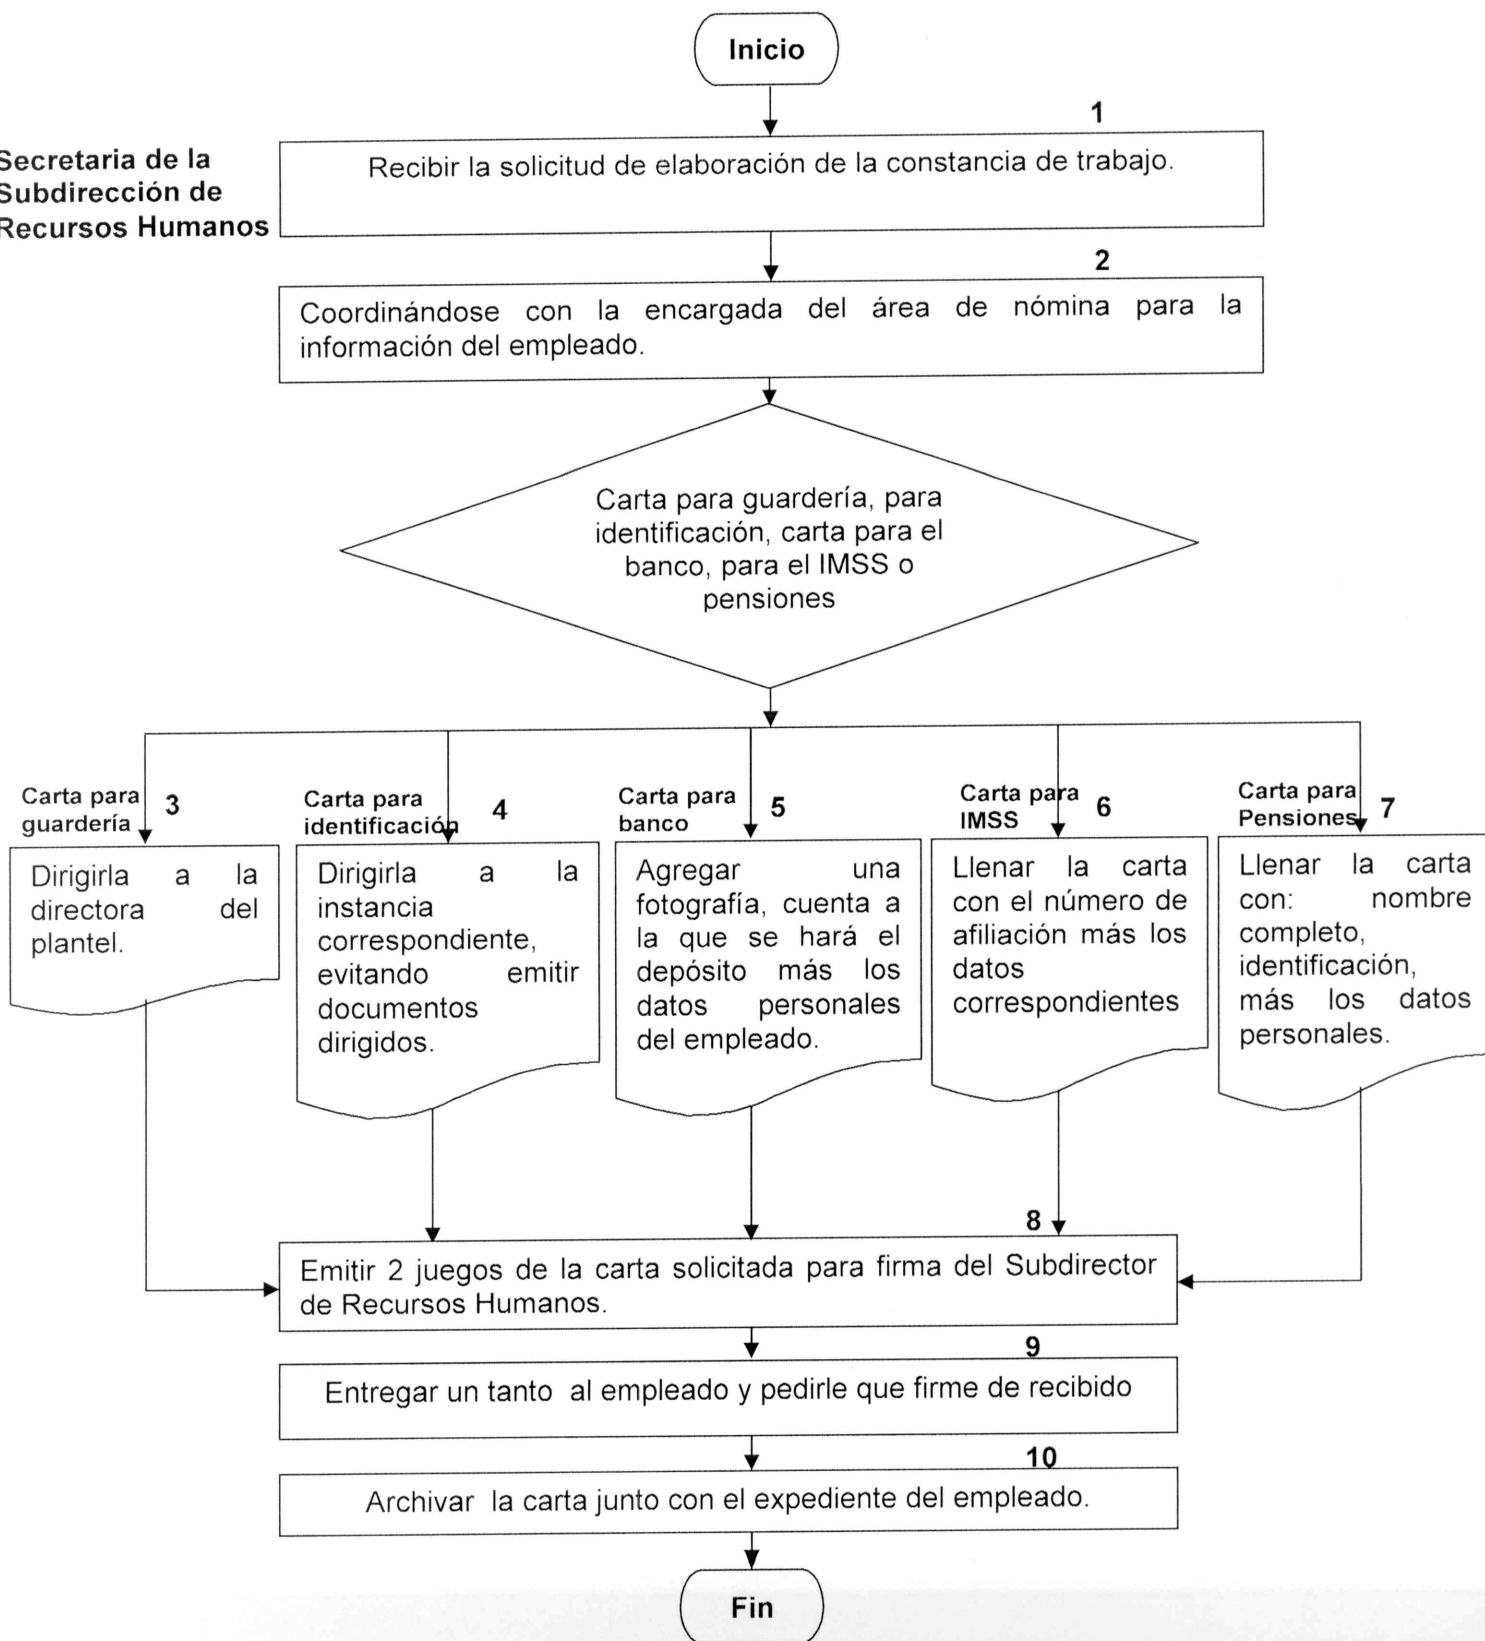 Inicio
1
Secretaria de la
Subdirección de
Recursos Humanos
Recibir la solicitud de elaboración de la constancia de trabajo.
2
Coordinándose con la encargada del área de nómina para la
información del empleado.
Carta para guardería, para
identificación, carta para el
banco, para el IMSS o
pensiones
Carta para
guardería
3
Dirigirla a la
directora del
plantel.
Carta para
identificación
4
Dirigirla a la
instancia
correspondiente,
evitando emitir
documentos
dirigidos.
Carta para
banco
5
Agregar una
fotografía, cuenta a
la que se hará el
depósito más los
datos personales
del empleado.
Carta para
IMSS
6
Llenar la carta
con el número de
afiliación más los
datos
correspondientes
Carta para
Pensiones
7
Llenar la carta
con: nombre
completo,
identificación,
más los datos
personales.
8
Emitir 2 juegos de la carta solicitada para firma del Subdirector
de Recursos Humanos.
9
Entregar un tanto al empleado y pedirle que firme de recibido
10
Archivar la carta junto con el expediente del empleado.
Fin